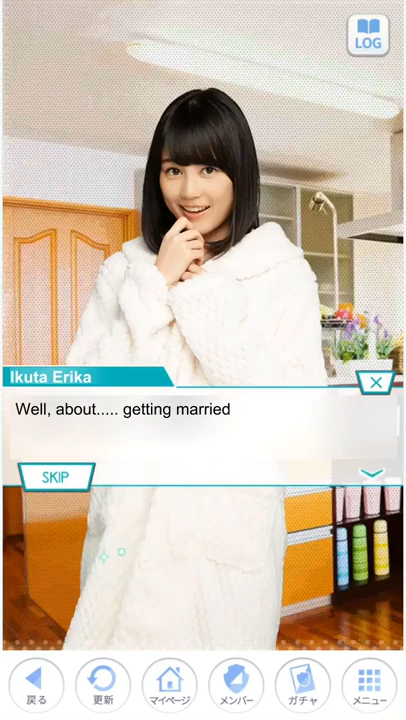 LOG
Ikuta Erika
Well, about..... getting married
SKIP
戻る
更新
マイページ
メンバー
ガチャ
メニュー